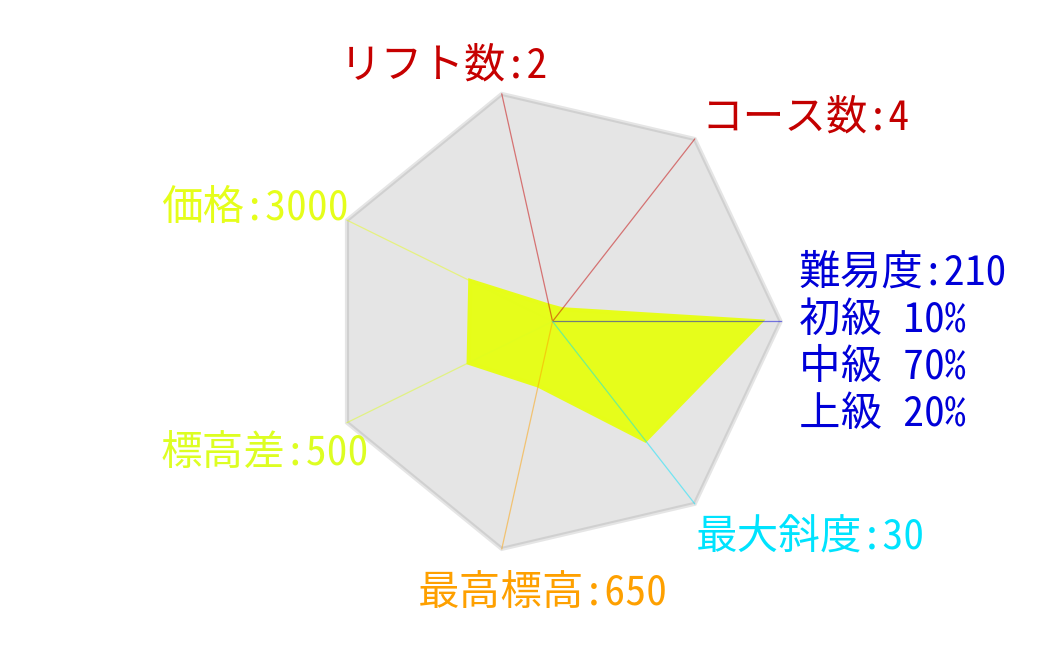 リフト数:2
コース数:4
価格:3000
難易度:210
初級 10%
中級 70%
上級 20%
標高差:500
最大斜度:30
最高標高:650